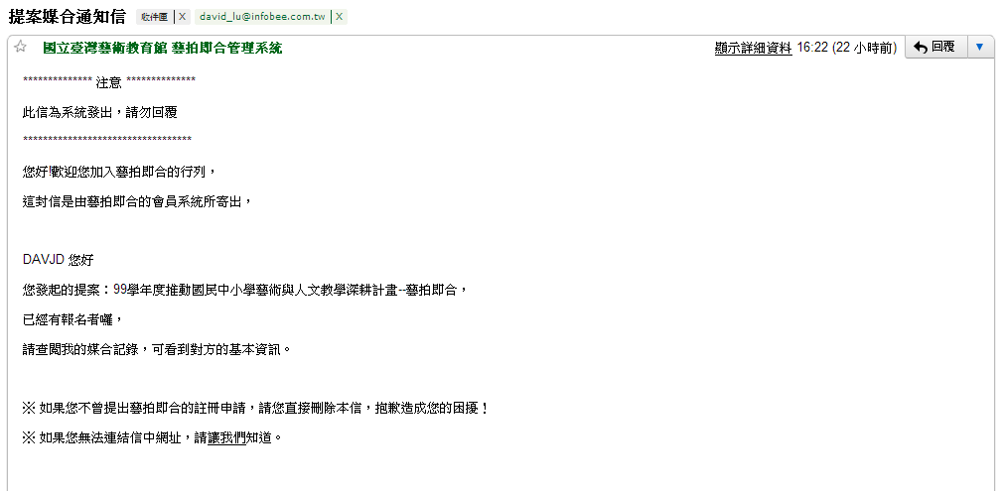 提案媒合通知信 收件匣 X david_lu@infobee.com.tw X
國立臺灣藝術教育館 藝拍即合管理系統 顯示詳細資料 16:22 (22 小時前) 回覆
************** 注意 **************
此信為系統發出，請勿回覆
**********************************
您好!歡迎您加入藝拍即合的行列，
這封信是由藝拍即合的會員系統所寄出，
DAVJD 您好
您發起的提案：99學年度推動國民中小學藝術與人文教學深耕計畫--藝拍即合，
已經有報名者囉，
請查閱我的媒合記錄，可看到對方的基本資訊。
※ 如果您不曾提出藝拍即合的註冊申請，請您直接刪除本信，抱歉造成您的困擾！
※ 如果您無法連結信中網址，請讓我們知道。